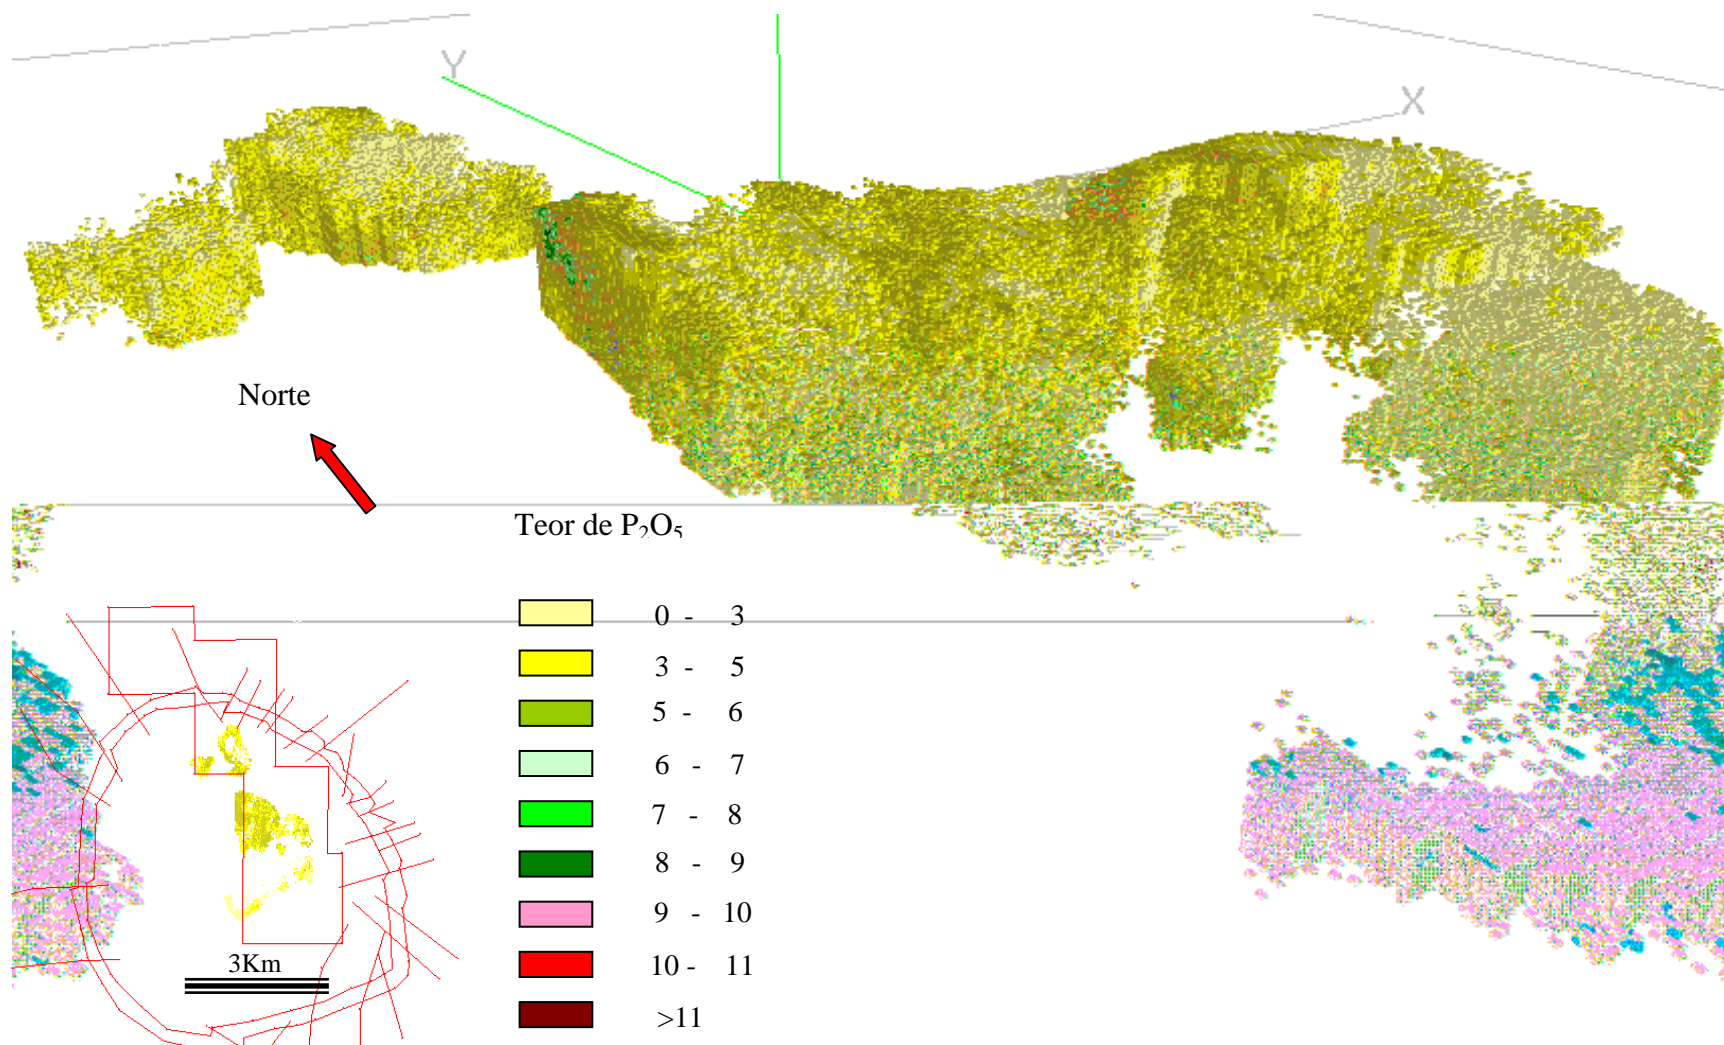 Y
X
Norte
Teor de P₂O₅
0 - 3
3 - 5
5 - 6
6 - 7
7 - 8
8 - 9
9 - 10
10 - 11
>11
3Km